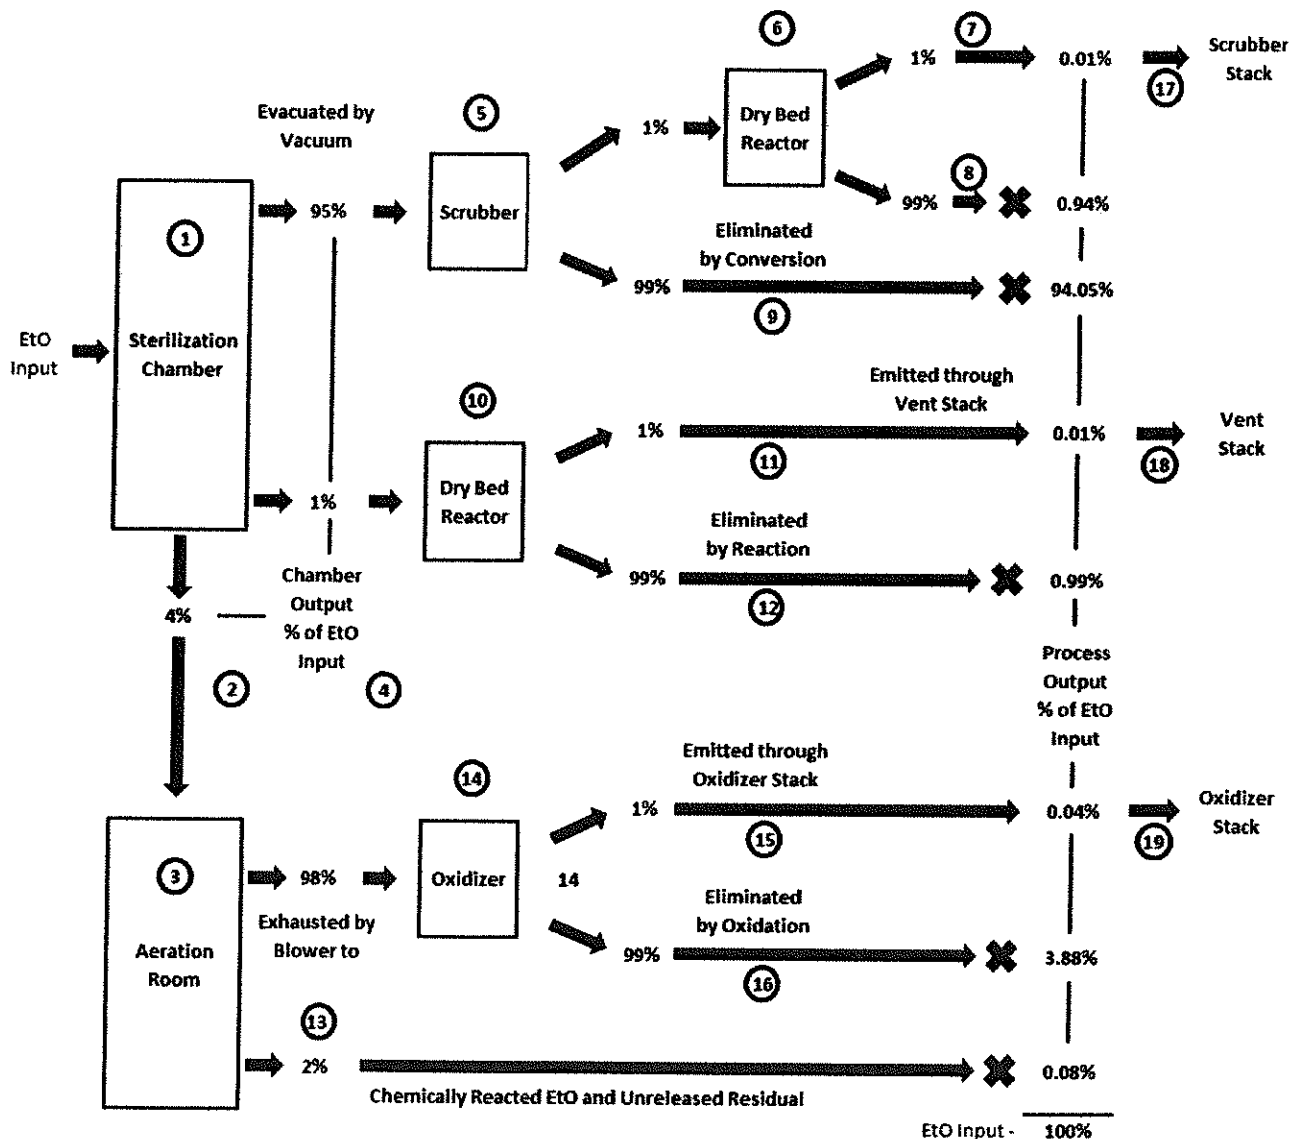 6
7
1%
0.01%
17
Scrubber
Stack
Evacuated by
Vacuum
5
1%
Dry Bed
Reactor
8
99%
0.94%
1
95%
Scrubber
Eliminated
by Conversion
99%
9
94.05%
EtO
Input
Sterilization
Chamber
10
Emitted through
Vent Stack
1%
11
0.01%
18
Vent
Stack
1%
Dry Bed
Reactor
Eliminated
by Reaction
99%
12
0.99%
4%
Chamber
Output
% of EtO
Input
2
4
Process
Output
% of EtO
Input
14
Emitted through
Oxidizer Stack
1%
15
0.04%
19
Oxidizer
Stack
3
98%
Oxidizer
14
Exhausted by
Blower to
Aeration
Room
Eliminated
by Oxidation
99%
16
3.88%
13
2%
0.08%
Chemically Reacted EtO and Unreleased Residual
EtO Input - 100%